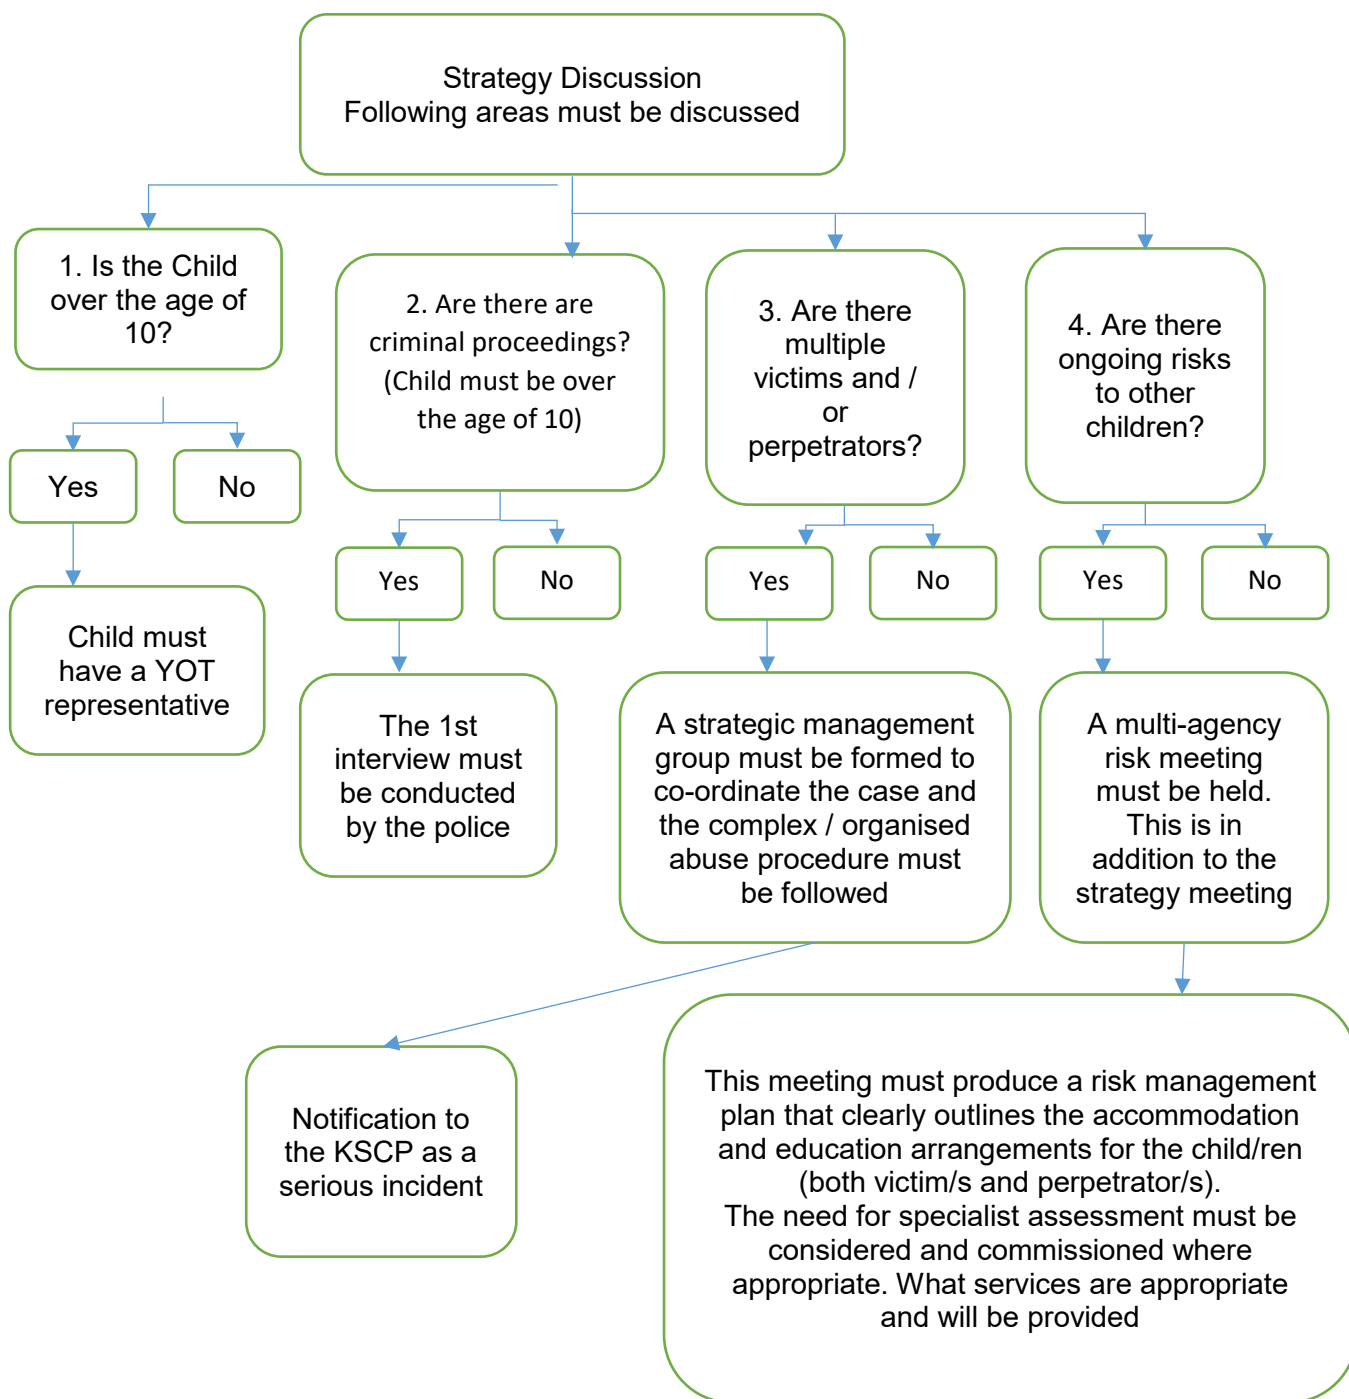 Strategy Discussion
Following areas must be discussed
1. Is the Child
over the age of
10?
Yes
No
Child must
have a YOT
representative
2. Are there are
criminal proceedings?
(Child must be over
the age of 10)
Yes
No
The 1st
interview must
be conducted
by the police
3. Are there
multiple
victims and /
or
perpetrators?
Yes
No
A strategic management
group must be formed to
co-ordinate the case and
the complex / organised
abuse procedure must
be followed
Notification to
the KSCP as a
serious incident
4. Are there
ongoing risks
to other
children?
Yes
No
A multi-agency
risk meeting
must be held.
This is in
addition to the
strategy meeting
This meeting must produce a risk management
plan that clearly outlines the accommodation
and education arrangements for the child/ren
(both victim/s and perpetrator/s).
The need for specialist assessment must be
considered and commissioned where
appropriate. What services are appropriate
and will be provided